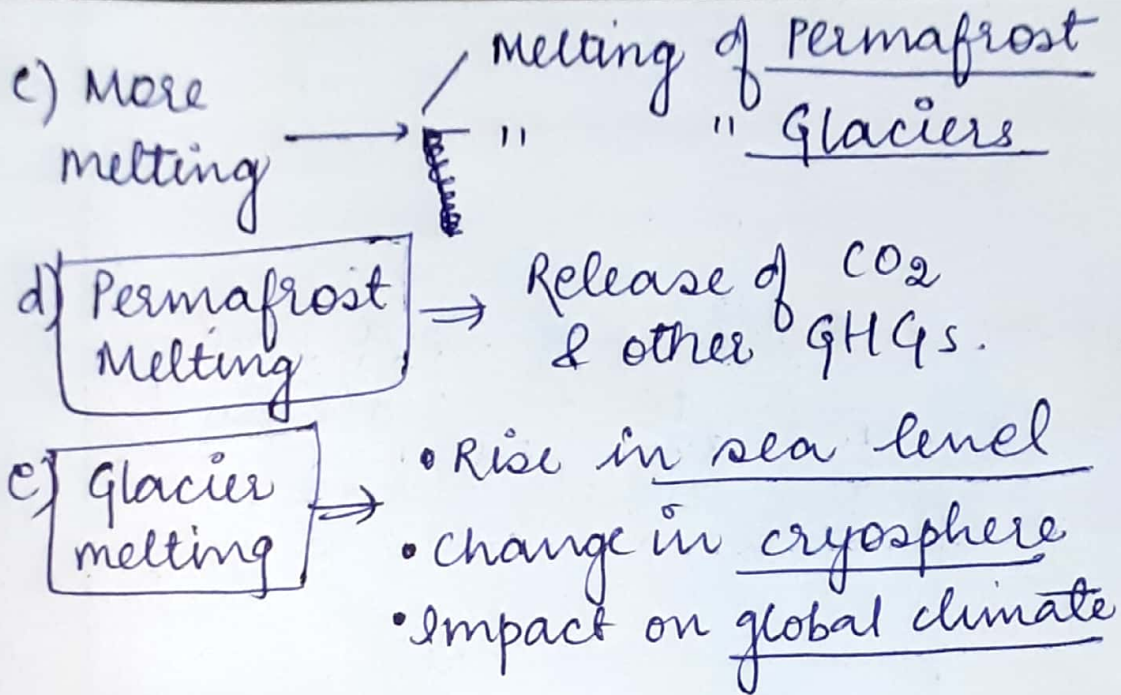 c) More melting → Melting of Permafrost
" " Glaciers
d) Permafrost Melting ⇒ Release of CO2
& other GHGs.
e) Glacier melting ⇒ • Rise in sea level
• Change in cryosphere
• Impact on global climate